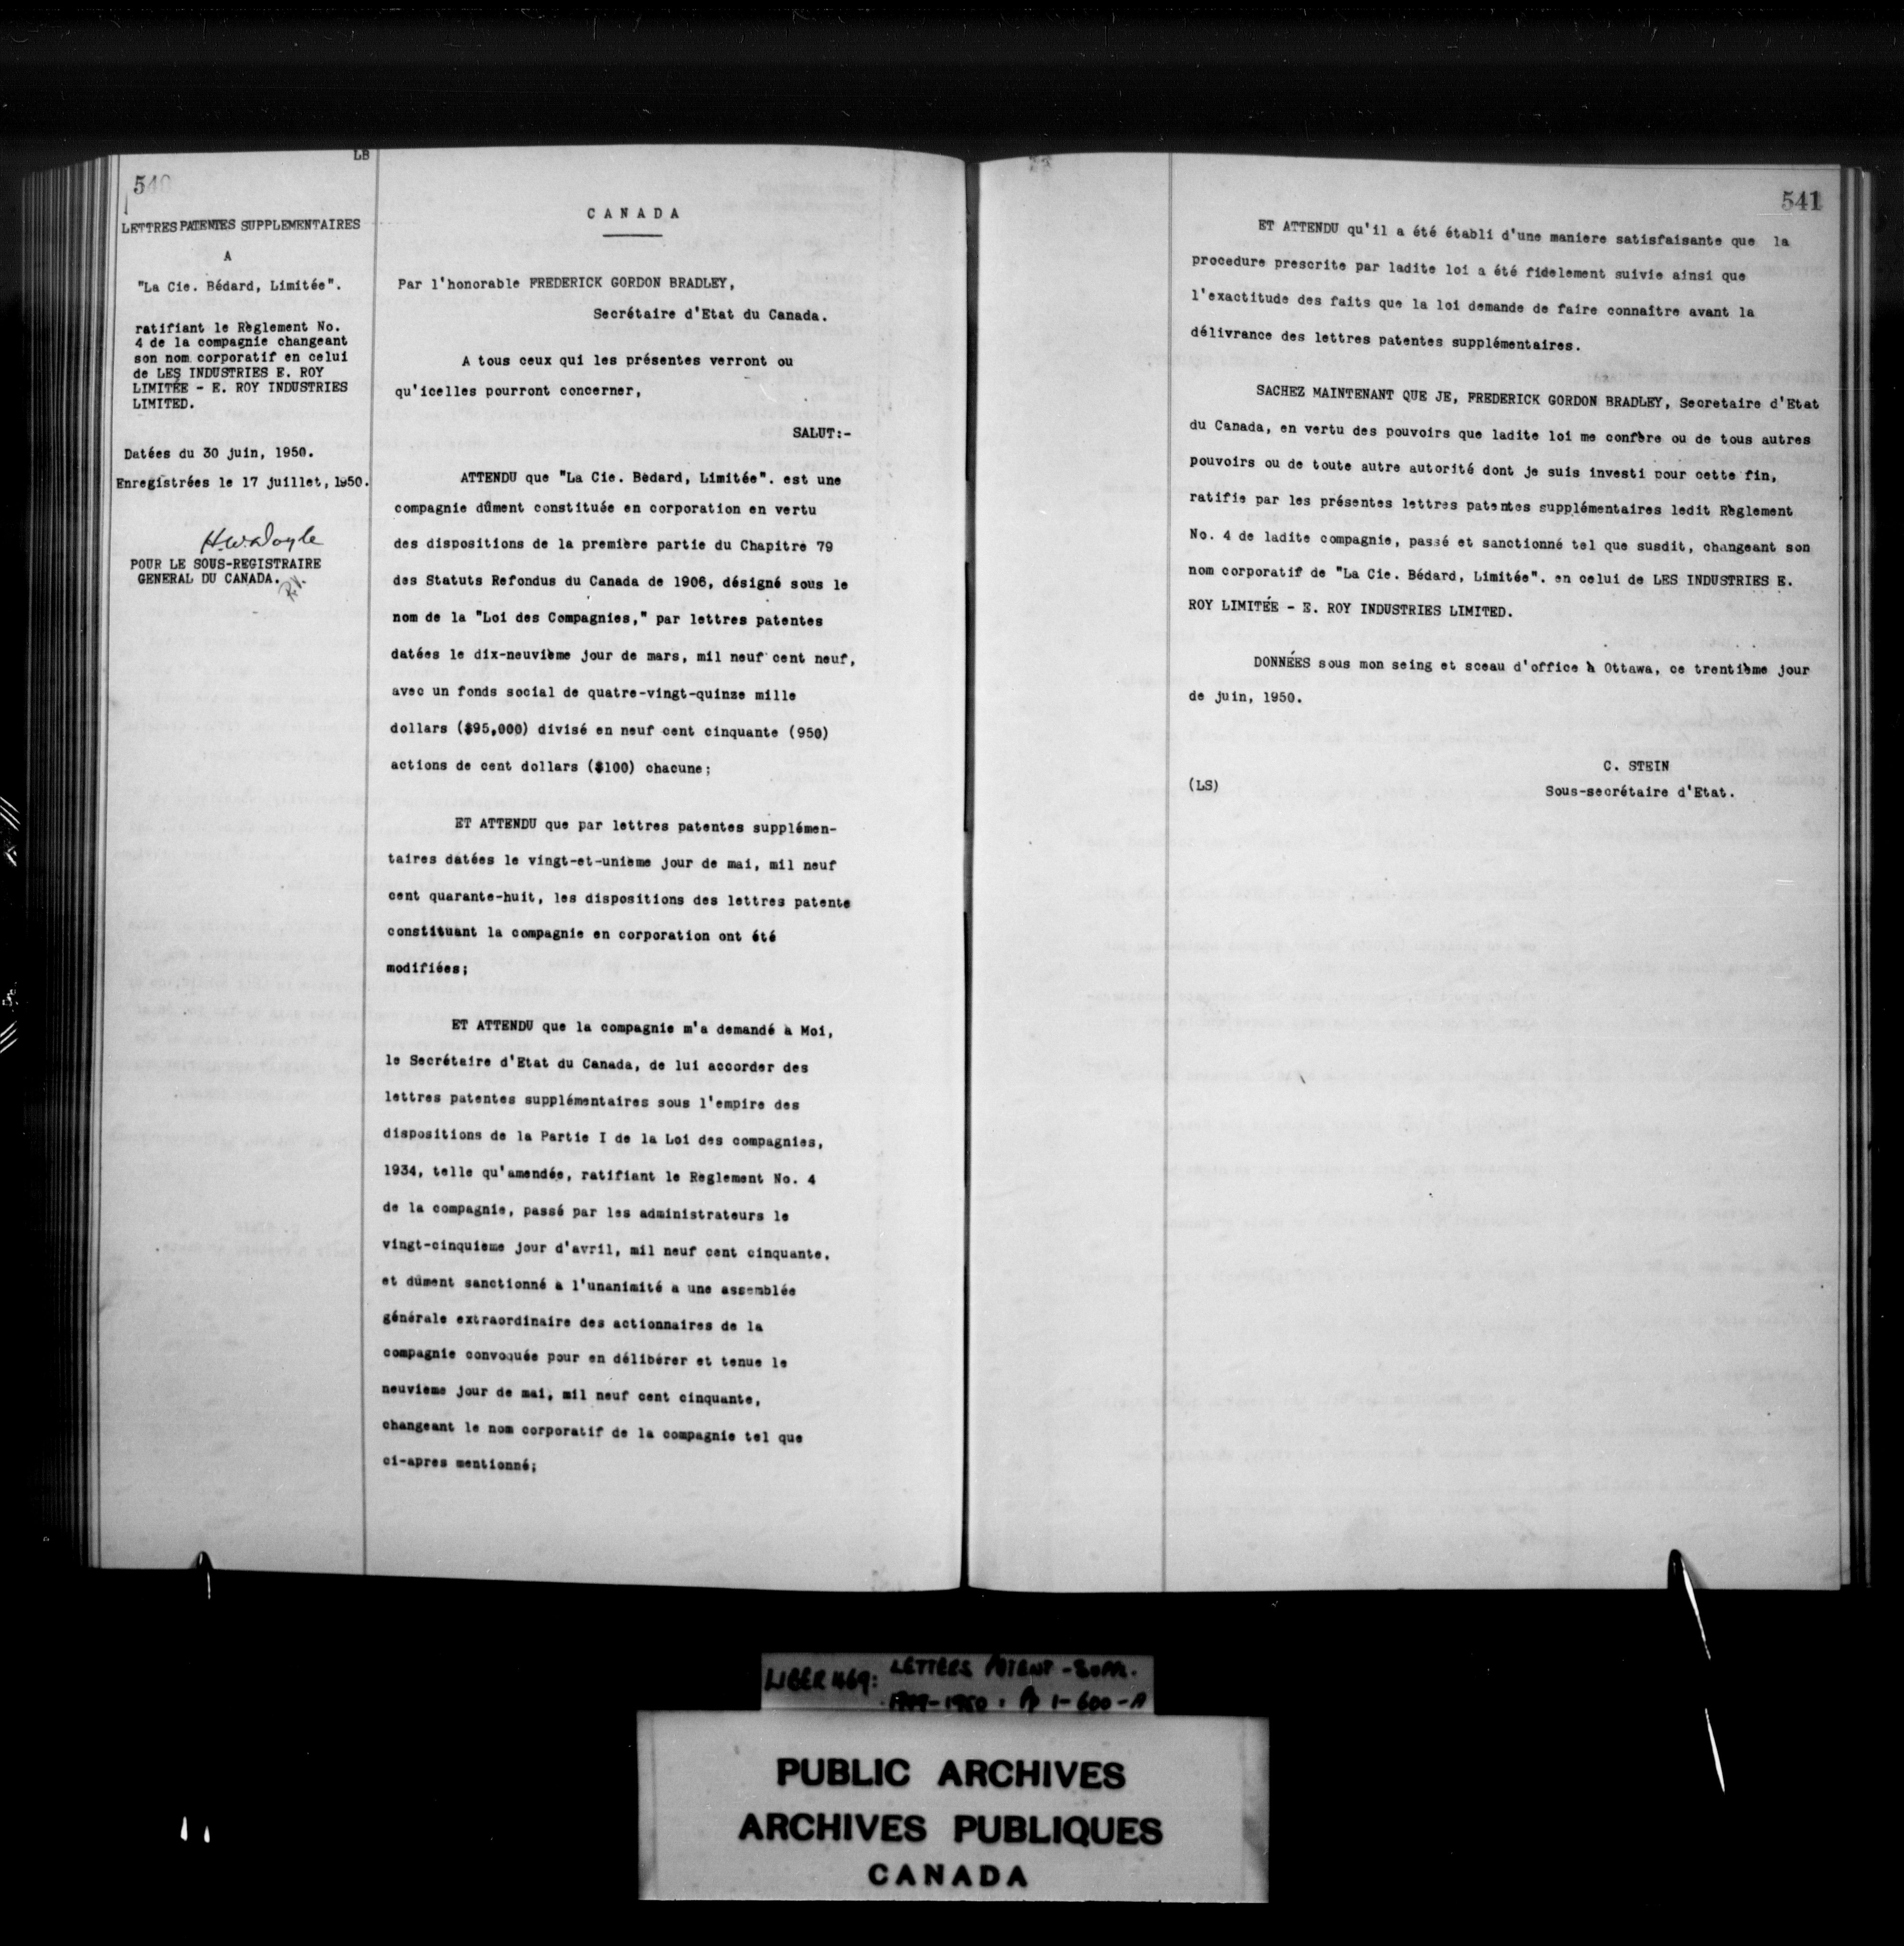 LB
540
LETTRES PATENTES SUPPLEMENTAIRES
A
"La Cie. Bédard, Limitée".
ratifiant le Règlement No.
4 de la compagnie changeant
son nom corporatif en celui
de LES INDUSTRIES E. ROY
LIMITÉE - E. ROY INDUSTRIES
LIMITED.
Datées du 30 juin, 1950.
Enregistrées le 17 juillet, 1950.
H.W. Doyle
POUR LE SOUS-REGISTRAIRE
GENERAL DU CANADA.
CANADA
Par l'honorable FREDERICK GORDON BRADLEY,
Secrétaire d'Etat du Canada.
A tous ceux qui les présentes verront ou
qu'icelles pourront concerner,
SALUT:-
ATTENDU que "La Cie. Bèdard, Limitée". est une
compagnie dûment constituée en corporation en vertu
des dispositions de la première partie du Chapitre 79
des Statuts Refondus du Canada de 1906, désigné sous le
nom de la "Loi des Compagnies," par lettres patentes
datées le dix-neuvième jour de mars, mil neuf cent neuf,
avec un fonds social de quatre-vingt-quinze mille
dollars ($95,000) divisé en neuf cent cinquante (950)
actions de cent dollars ($100) chacune;
ET ATTENDU que par lettres patentes supplémen-
taires datées le vingt-et-unieme jour de mai, mil neuf
cent quarante-huit, les dispositions des lettres patente
constituant la compagnie en corporation ont été
modifiées;
ET ATTENDU que la compagnie m'a demandé à Moi,
le Secrétaire d'Etat du Canada, de lui accorder des
lettres patentes supplémentaires sous l'empire des
dispositions de la Partie I de la Loi des compagnies,
1934, telle qu'amendée, ratifiant le Reglement No. 4
de la compagnie, passé par les administrateurs le
vingt-cinquieme jour d'avril, mil neuf cent cinquante,
et dûment sanctionné à l'unanimité a une assemblée
générale extraordinaire des actionnaires de la
compagnie convoquée pour en délibérer et tenue le
neuvieme jour de mai, mil neuf cent cinquante,
changeant le nom corporatif de la compagnie tel que
ci-apres mentionné;
541
ET ATTENDU qu'il a été établi d'une maniere satisfaisante que la
procedure prescrite par ladite loi a été fidelement suivie ainsi que
l'exactitude des faits que la loi demande de faire connaître avant la
délivrance des lettres patentes supplémentaires.
SACHEZ MAINTENANT QUE JE, FREDERICK GORDON BRADLEY, Secretaire d'Etat
du Canada, en vertu des pouvoirs que ladite loi me confère ou de tous autres
pouvoirs ou de toute autre autorité dont je suis investi pour cette fin,
ratifie par les présentes lettres patentes supplémentaires ledit Règlement
No. 4 de ladite compagnie, passé et sanctionné tel que susdit, changeant son
nom corporatif de "La Cie. Bédard, Limitée". en celui de LES INDUSTRIES E.
ROY LIMITÉE - E. ROY INDUSTRIES LIMITED.
DONNÉES sous mon seing et sceau d'office à Ottawa, ce trentième jour
de juin, 1950.
C. STEIN
(LS)
Sous-secrétaire d'Etat.
LIBER 469: LETTERS PATENT - SUPP.
1949-1950 : Pp 1-600-A
PUBLIC ARCHIVES
ARCHIVES PUBLIQUES
CANADA